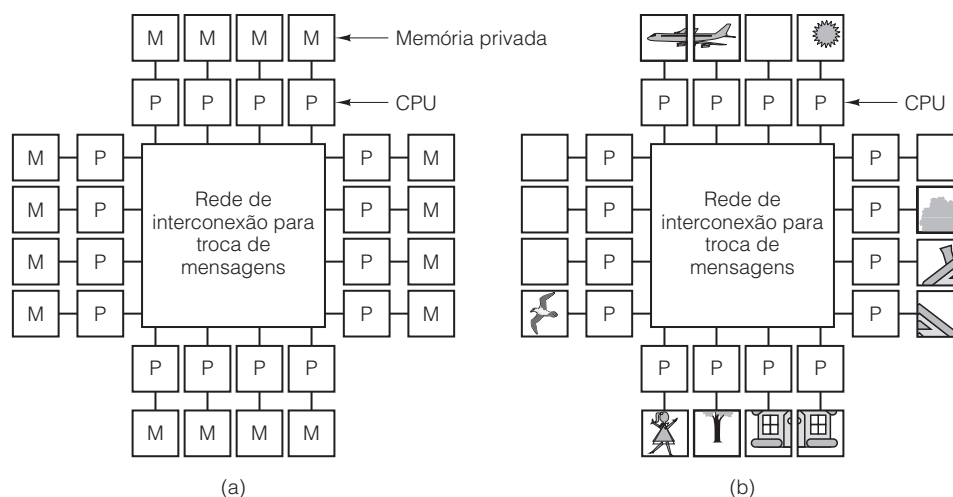 M M M M
Memória privada
P P P P
CPU
M P
P M
M P
P M
M P
P M
M P
P M
Rede de
interconexão para
troca de
mensagens
P P P P
M M M M
(a)
P P P P
CPU
P
P
P
P
P
P
P
P
Rede de
interconexão para
troca de
mensagens
P P P P
(b)